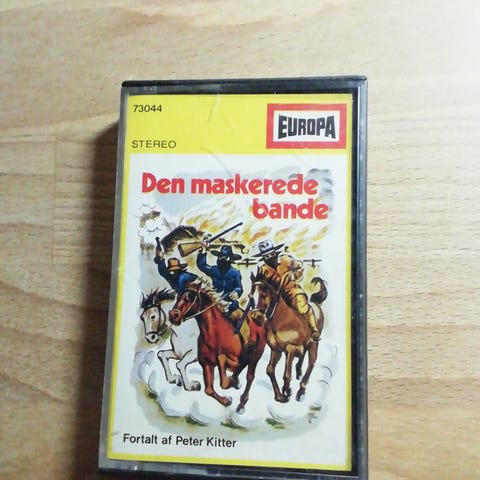 73044
EUROPA
STEREO
Den maskerede
bande
Fortalt af Peter Kitter